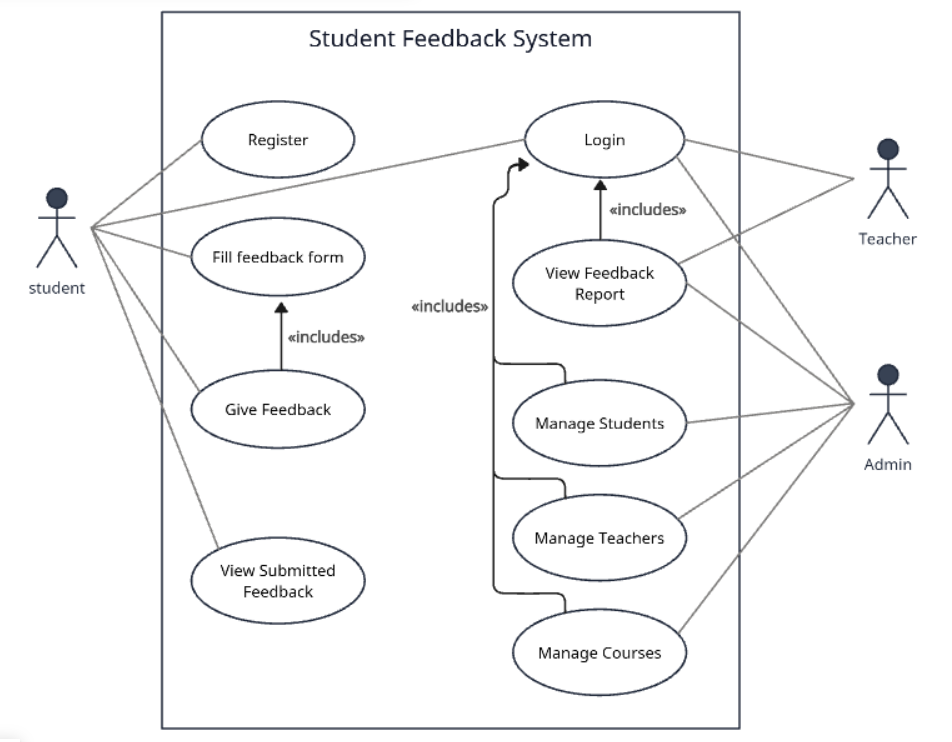 Student Feedback System
Register
Login
Teacher
student
Fill feedback form
«includes»
View Feedback
Report
«includes»
«includes»
Give Feedback
Manage Students
Admin
Manage Teachers
View Submitted
Feedback
Manage Courses